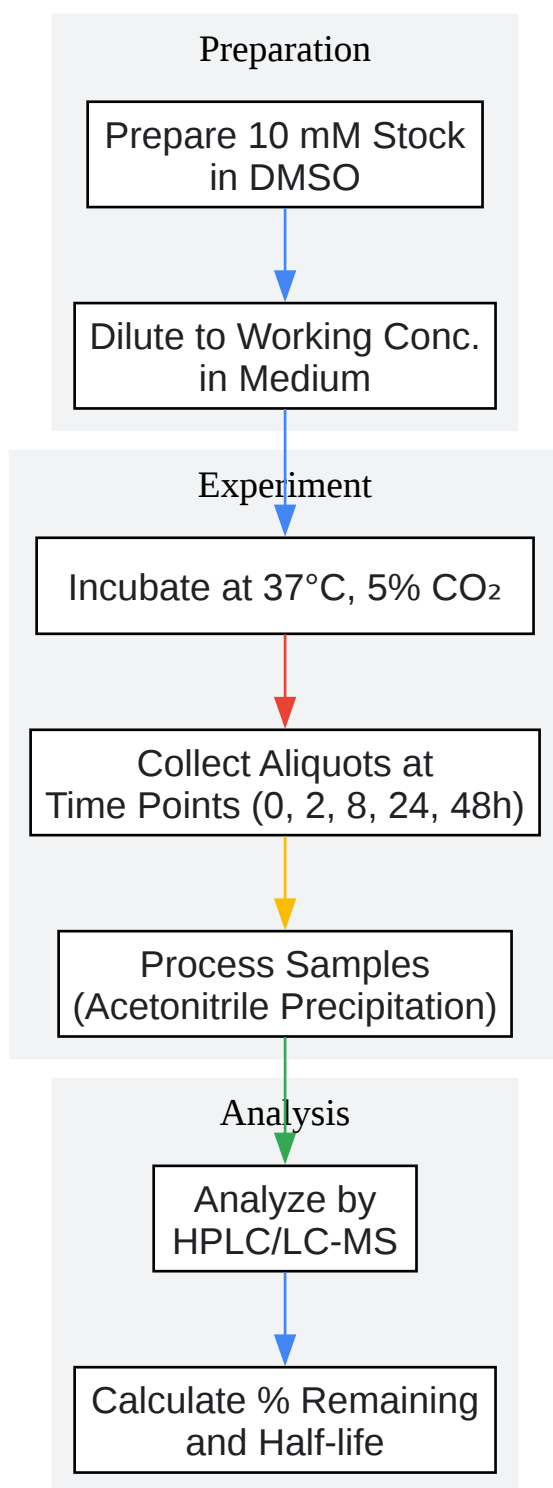 Preparation
Prepare 10 mM Stock
in DMSO
Dilute to Working Conc.
in Medium
Experiment
Incubate at 37°C, 5% CO₂
Collect Aliquots at
Time Points (0, 2, 8, 24, 48h)
Process Samples
(Acetonitrile Precipitation)
Analysis
Analyze by
HPLC/LC-MS
Calculate % Remaining
and Half-life